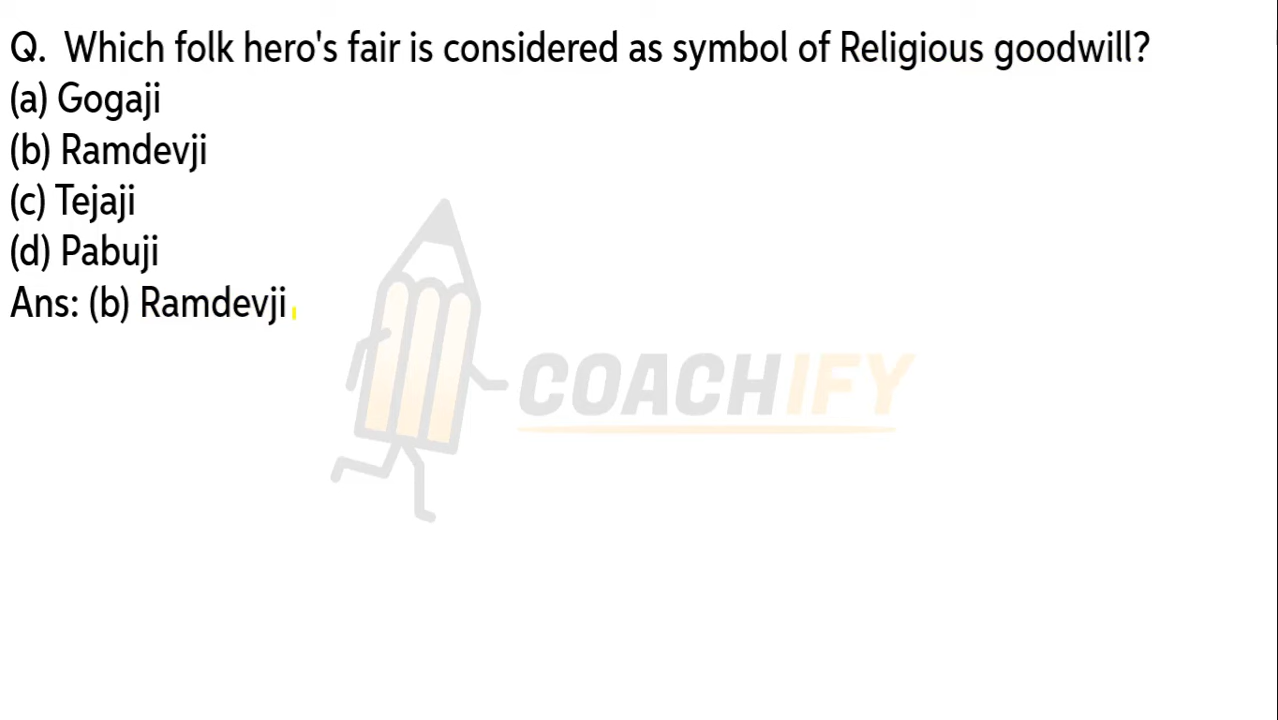 Q. Which folk hero's fair is considered as symbol of Religious goodwill?
(a) Gogaji
(b) Ramdevji
(c) Tejaji
(d) Pabuji
Ans: (b) Ramdevji
COACHIFY